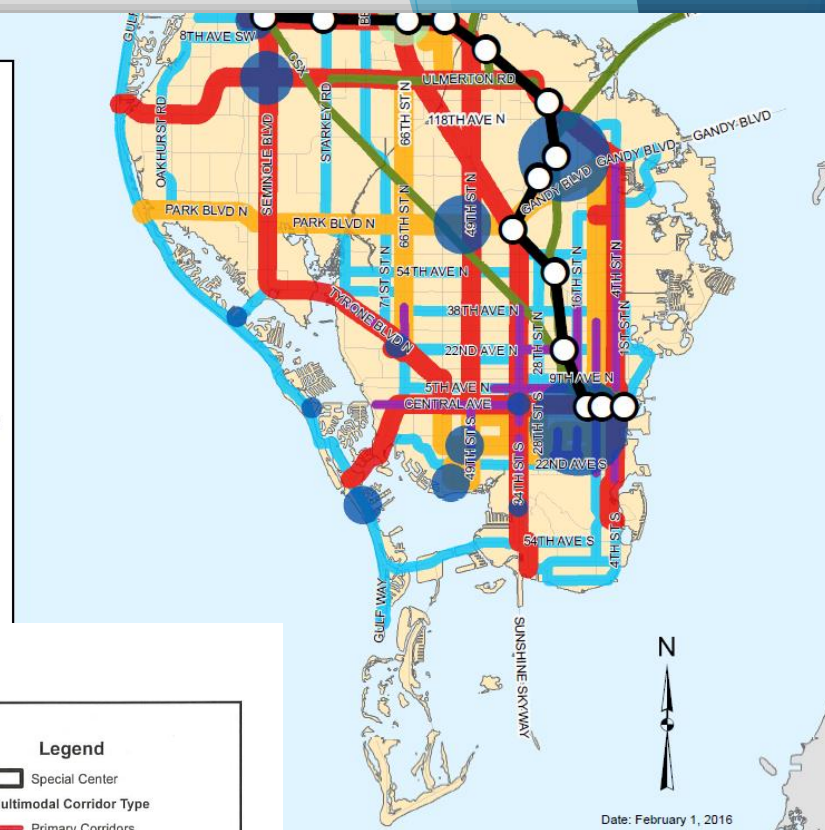 GULF
8TH AVE SW
CSX
ULMERTON RD
OAKHURST RD
SEMINOLE BLVD
STARKEY RD
66TH ST N
118TH AVE N
GANDY BLVD
GANDY BLVD
GANDY BLVD
PARK BLVD N
PARK BLVD N
66TH ST N
49TH ST N
71ST ST N
54TH AVE N
16TH ST N
4TH ST N
TYRONE BLVD N
38TH AVE N
28TH ST N
1ST ST N
22ND AVE N
9TH AVE N
5TH AVE N
CENTRAL AVE
49TH ST S
34TH ST S
28TH ST S
22ND AVE S
54TH AVE S
4TH ST S
GULF WAY
SUNSHINE SKYWAY
N
Legend
Special Center
ultimodal Corridor Type
Primary Corridors
Date: February 1, 2016